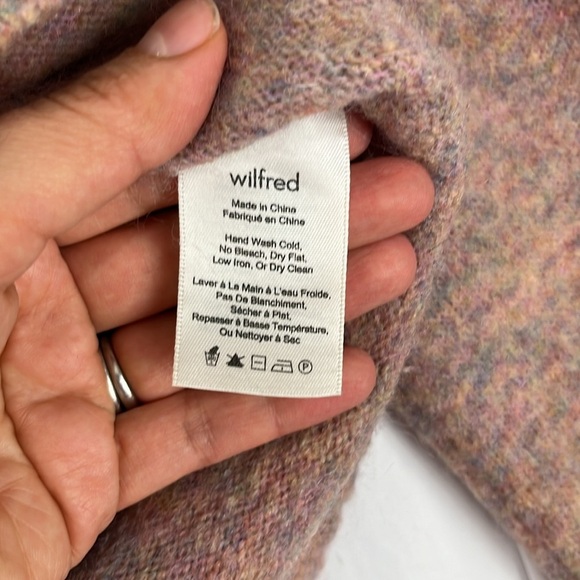 wilfred
Made in China
Fabriqué en Chine
Hand Wash Cold,
No Bleach, Dry Flat,
Low Iron, Or Dry Clean
Laver à La Main à L'eau Froide,
Pas De Blanchiment,
Sécher à Plat,
Repasser à Basse Température,
Ou Nettoyer à Sec
P